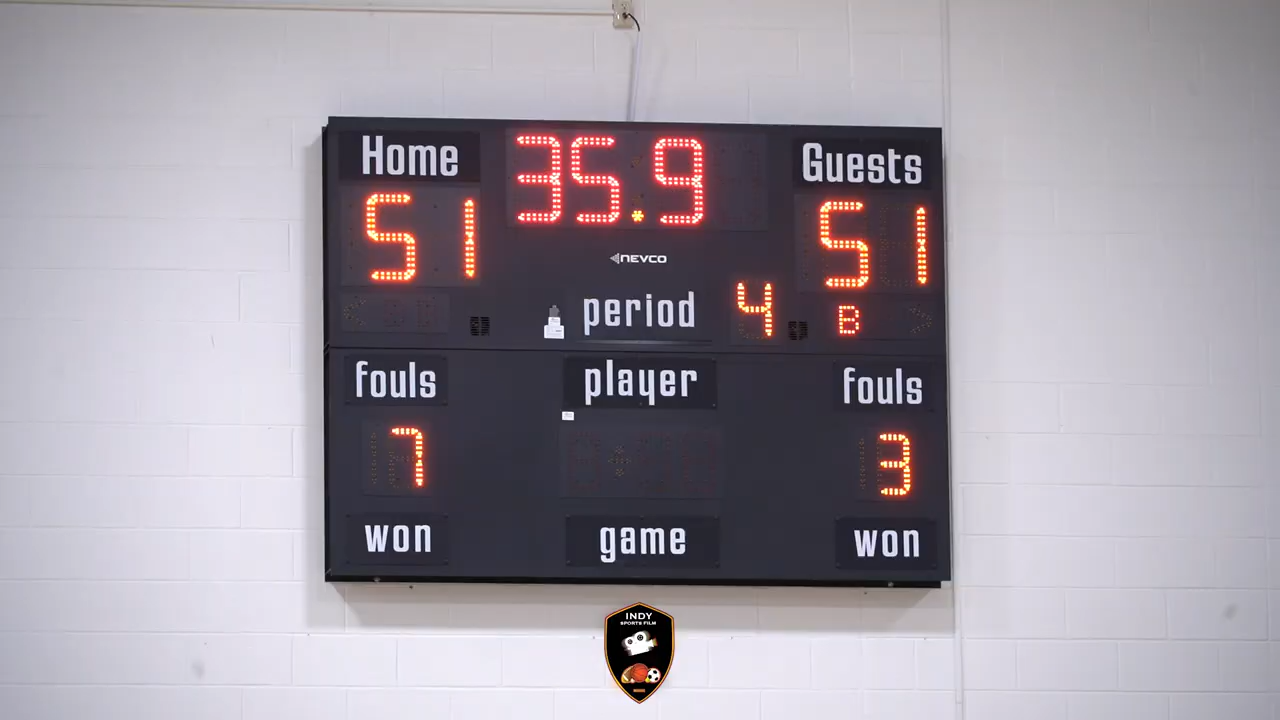 Home 35.9 Guests
51 51
NEVCO
period 4 B
fouls player fouls
7 3
won game won
INDY
SPORTS FILM